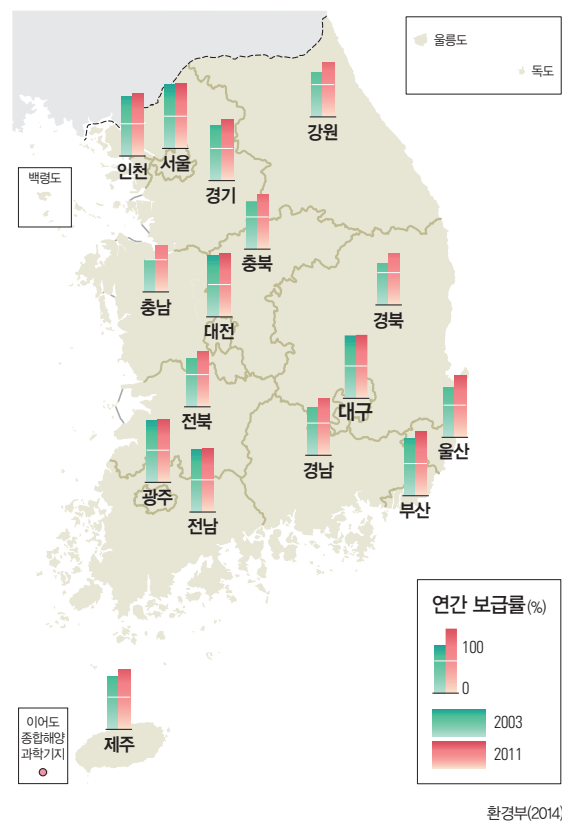 울릉도
독도
강원
인천
서울
경기
백령도
충북
충남
대전
경북
전북
대구
경남
울산
광주
전남
부산
연간 보급률(%)
100
0
2003
2011
이어도
종합해양
과학기지
제주
환경부(2014)